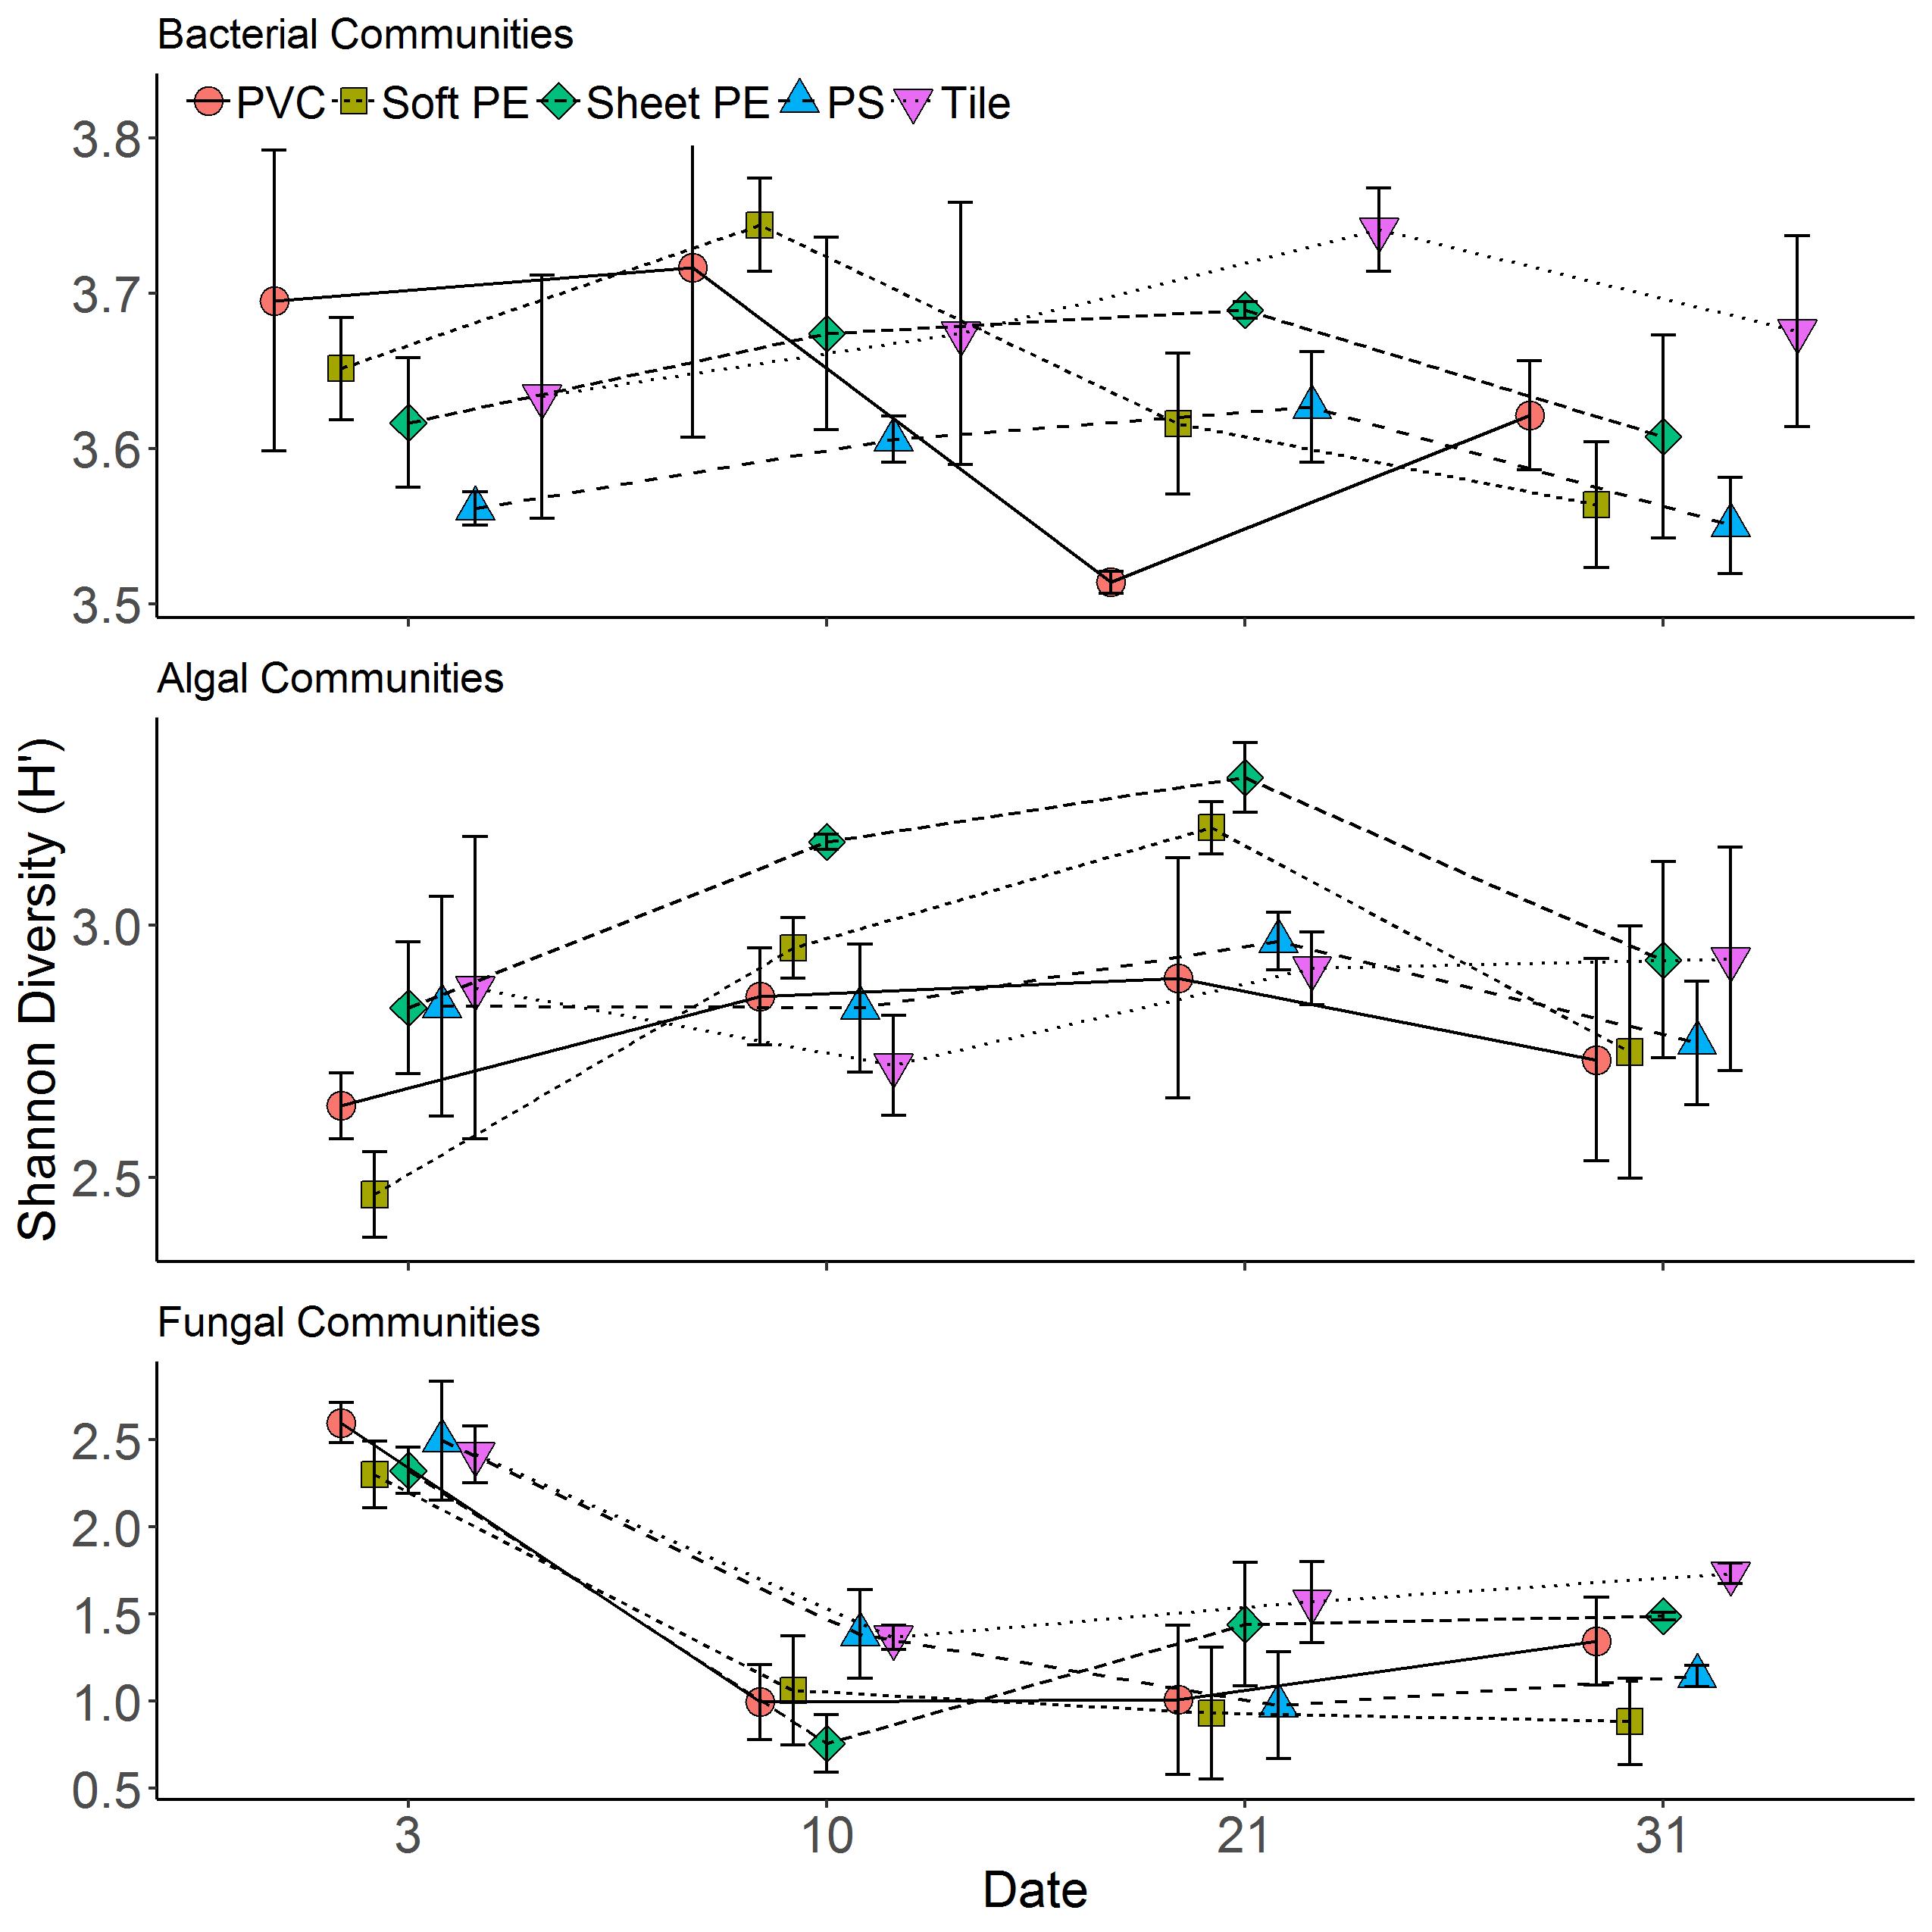 Bacterial Communities
PVC Soft PE Sheet PE PS Tile
3.8
3.7
3.6
3.5
Algal Communities
Shannon Diversity (H')
3.0
2.5
Fungal Communities
2.5
2.0
1.5
1.0
0.5
3 10 21 31
Date